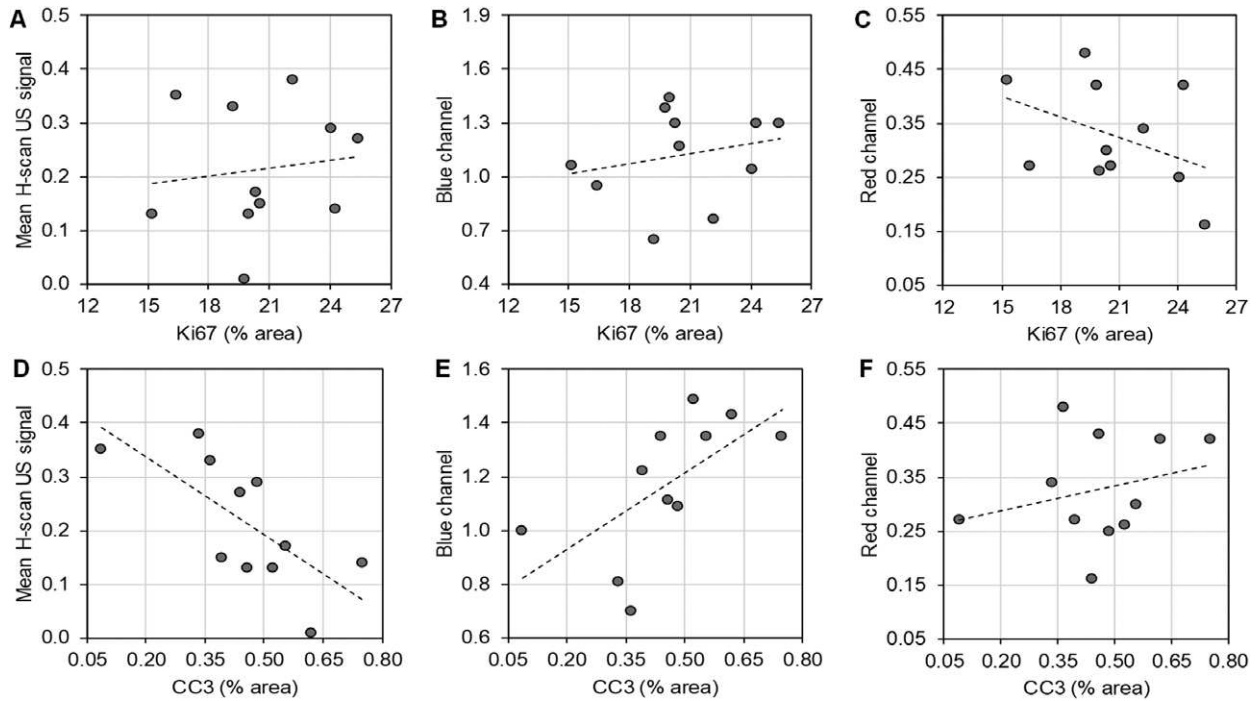 A
Mean H-scan US signal
0.5
0.4
0.3
0.2
0.1
0.0
12 15 18 21 24 27
Ki67 (% area)
B
Blue channel
1.9
1.6
1.3
1.0
0.7
0.4
12 15 18 21 24 27
Ki67 (% area)
C
Red channel
0.55
0.45
0.35
0.25
0.15
0.05
12 15 18 21 24 27
Ki67 (% area)
D
Mean H-scan US signal
0.5
0.4
0.3
0.2
0.1
0.0
0.05 0.20 0.35 0.50 0.65 0.80
CC3 (% area)
E
Blue channel
1.6
1.4
1.2
1.0
0.8
0.6
0.05 0.20 0.35 0.50 0.65 0.80
CC3 (% area)
F
Red channel
0.55
0.45
0.35
0.25
0.15
0.05
0.05 0.20 0.35 0.50 0.65 0.80
CC3 (% area)